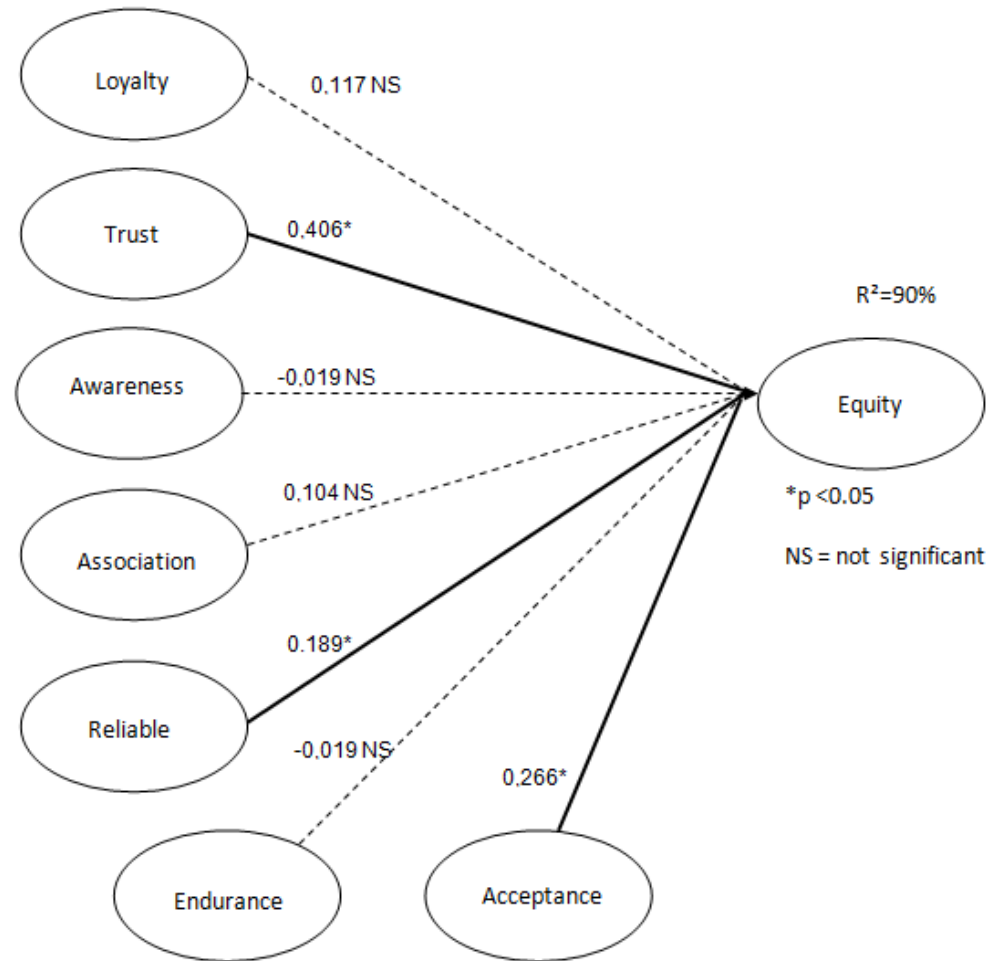 Loyalty
0,117 NS
Trust
0,406*
R²=90%
Awareness
-0,019 NS
Equity
Association
0,104 NS
*p <0.05
NS = not significant
Reliable
0.189*
-0,019 NS
0,266*
Endurance
Acceptance